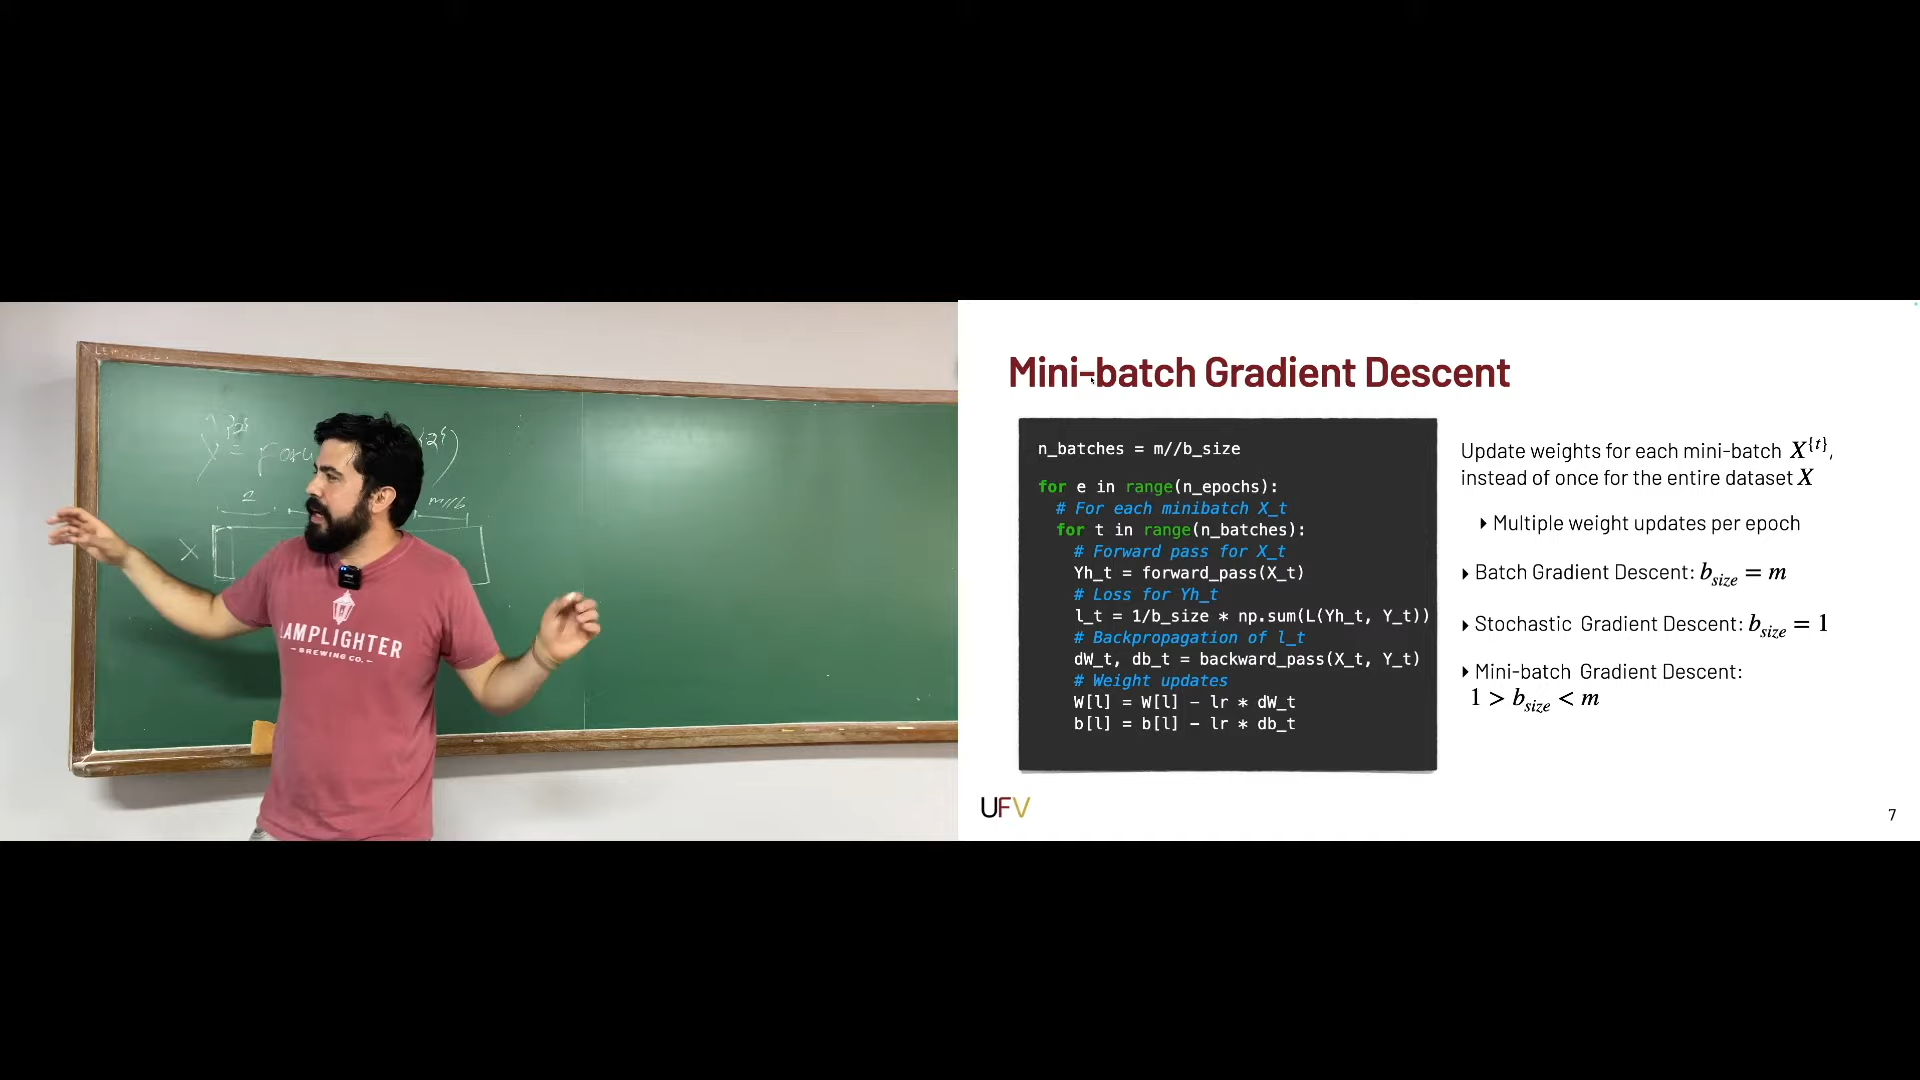 X
m//b
LAMPLIGHTER
BREWING CO.
Mini-batch Gradient Descent
n_batches = m//b_size
for e in range(n_epochs):
# For each minibatch X_t
for t in range(n_batches):
# Forward pass for X_t
Yh_t = forward_pass(X_t)
# Loss for Yh_t
l_t = 1/b_size * np.sum(L(Yh_t, Y_t))
# Backpropagation of l_t
dW_t, db_t = backward_pass(X_t, Y_t)
# Weight updates
W[l] = W[l] - lr * dW_t
b[l] = b[l] - lr * db_t
Update weights for each mini-batch X^{t},
instead of once for the entire dataset X
Multiple weight updates per epoch
Batch Gradient Descent: b_size = m
Stochastic Gradient Descent: b_size = 1
Mini-batch Gradient Descent:
1 > b_size < m
UFV
7